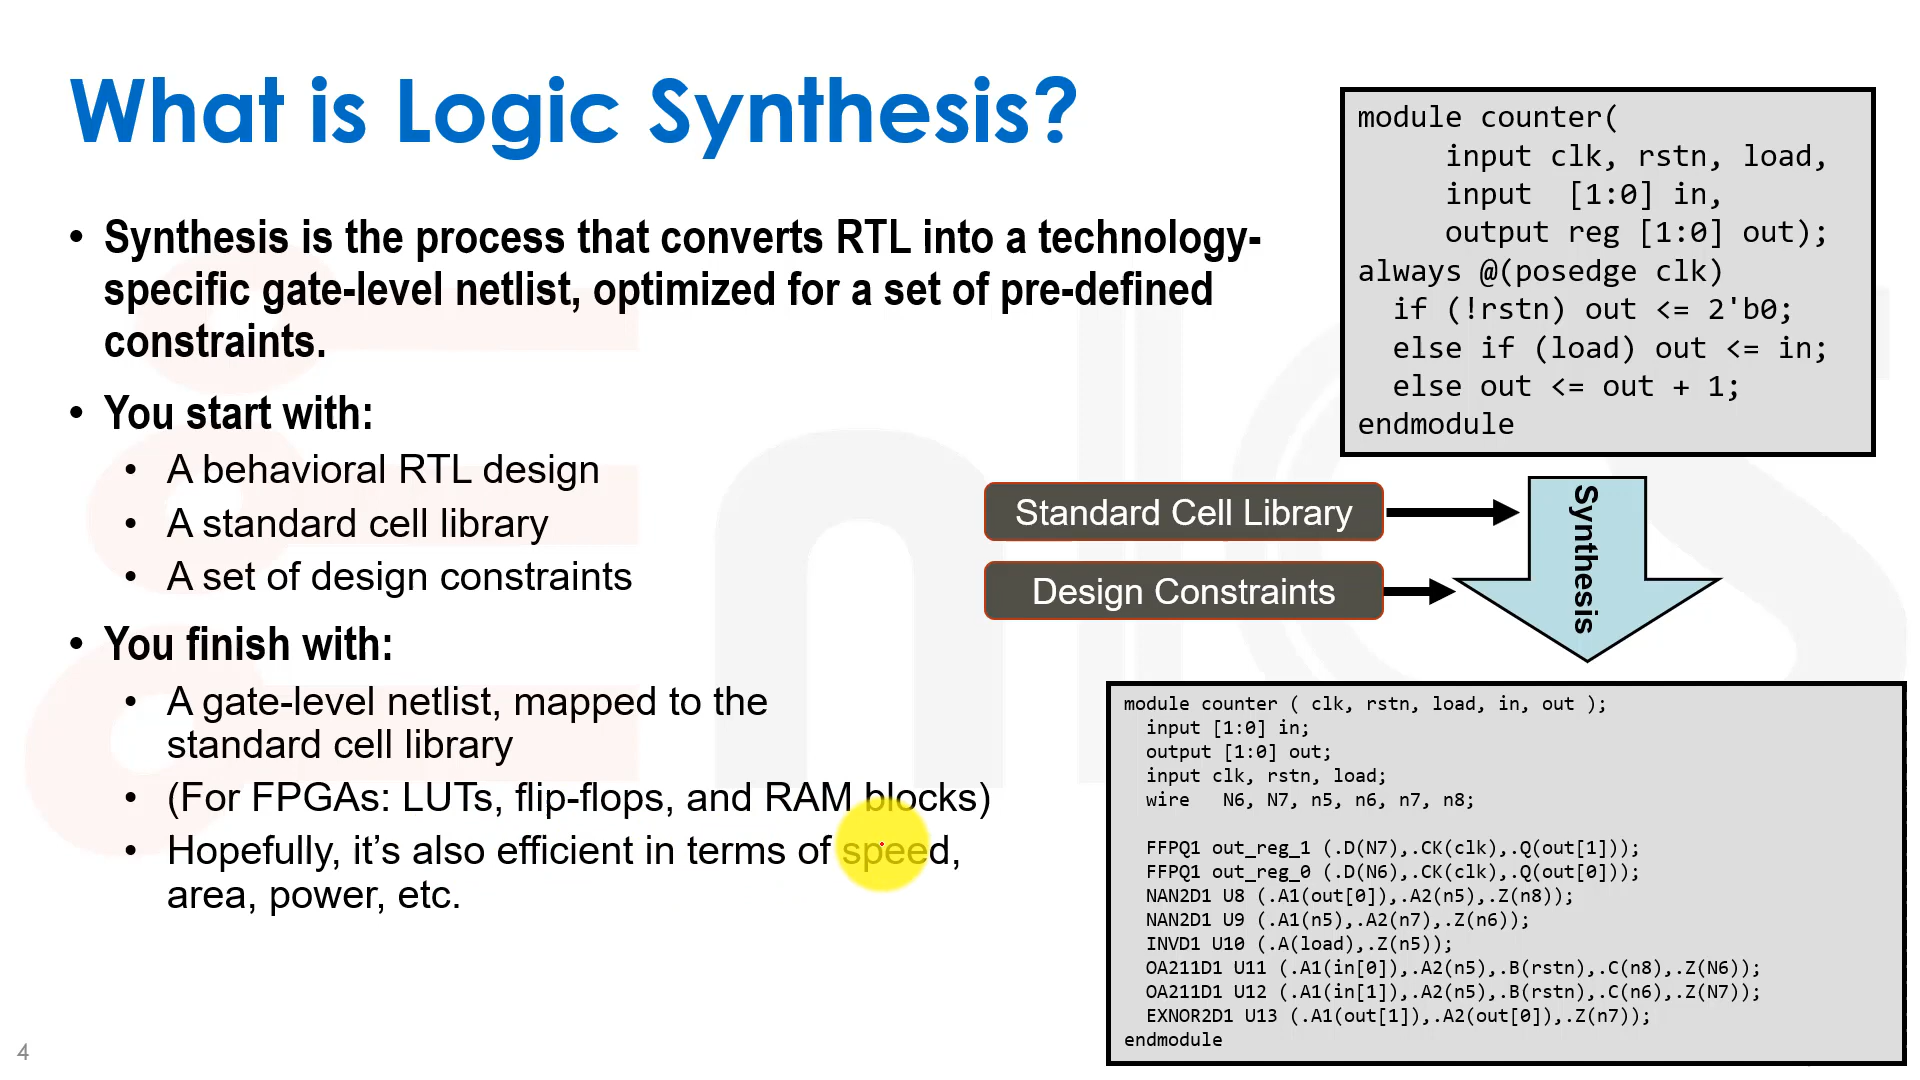 What is Logic Synthesis?
• Synthesis is the process that converts RTL into a technology-
specific gate-level netlist, optimized for a set of pre-defined
constraints.
• You start with:
• A behavioral RTL design
• A standard cell library
• A set of design constraints
• You finish with:
• A gate-level netlist, mapped to the
standard cell library
• (For FPGAs: LUTs, flip-flops, and RAM blocks)
• Hopefully, it's also efficient in terms of speed,
area, power, etc.
module counter(
input clk, rstn, load,
input [1:0] in,
output reg [1:0] out);
always @(posedge clk)
if (!rstn) out <= 2'b0;
else if (load) out <= in;
else out <= out + 1;
endmodule
Standard Cell Library
Design Constraints
Synthesis
module counter ( clk, rstn, load, in, out );
input [1:0] in;
output [1:0] out;
input clk, rstn, load;
wire N6, N7, n5, n6, n7, n8;
FFPQ1 out_reg_1 (.D(N7),.CK(clk),.Q(out[1]));
FFPQ1 out_reg_0 (.D(N6),.CK(clk),.Q(out[0]));
NAN2D1 U8 (.A1(out[0]),.A2(n5),.Z(n8));
NAN2D1 U9 (.A1(n5),.A2(n7),.Z(n6));
INVD1 U10 (.A(load),.Z(n5));
OA211D1 U11 (.A1(in[0]),.A2(n5),.B(rstn),.C(n8),.Z(N6));
OA211D1 U12 (.A1(in[1]),.A2(n5),.B(rstn),.C(n6),.Z(N7));
EXNOR2D1 U13 (.A1(out[1]),.A2(out[0]),.Z(n7));
endmodule
4